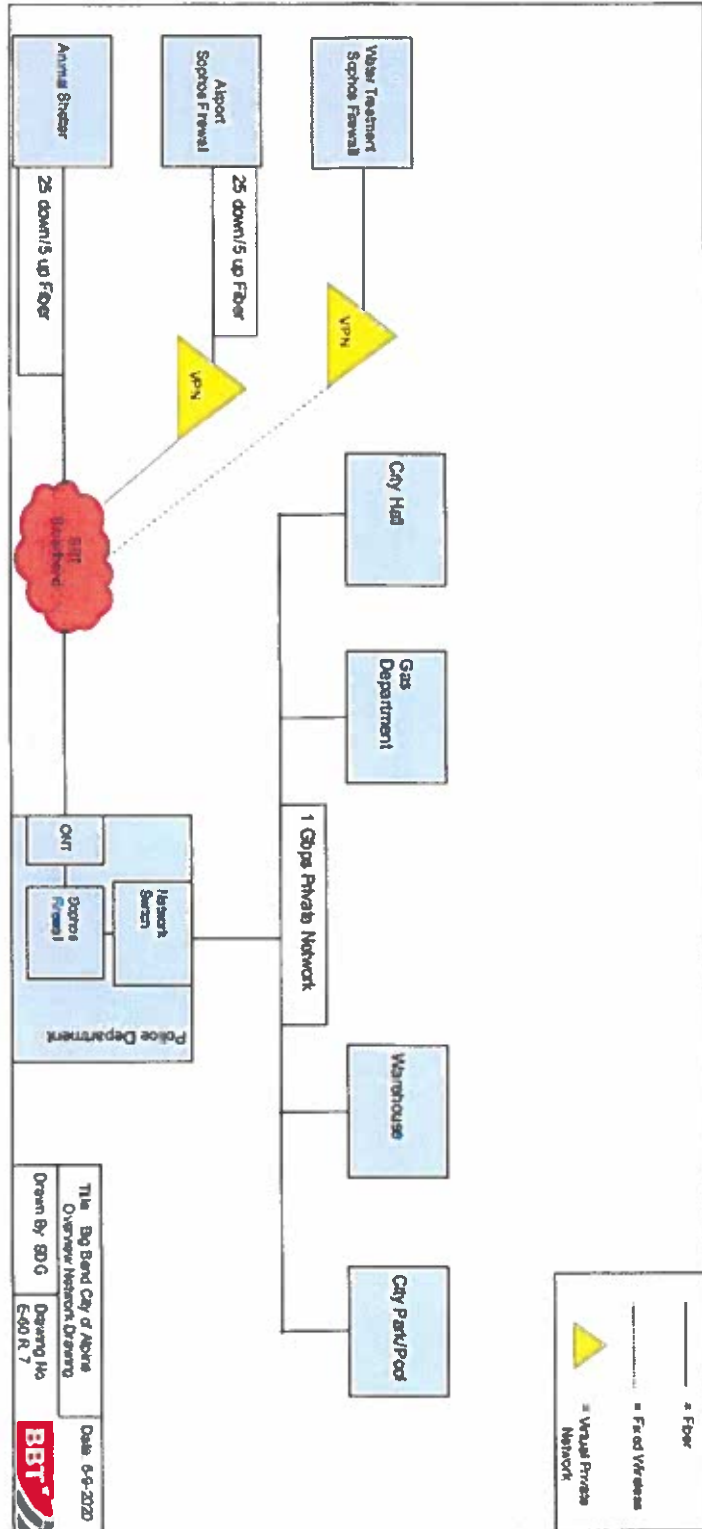 = Fiber
= Fixed Wireless
= Virtual Private
Network
Water Treatment
Sophos Firewall
VPN
Airport
Sophos Firewall
25 down/5 up Fiber
VPN
Animal Shelter
25 down/5 up Fiber
BBT
Broadband
City Hall
Gas
Department
1 Gbps Private Network
Warehouse
City Park/Pool
ONT
Sophos
Firewall
Network
Switch
Police Department
Title: Big Bend City of Alpine
Overview Network Drawing
Date: 6-9-2020
Drawn By: SDG
Drawing No.
E-60 R.7
BBT